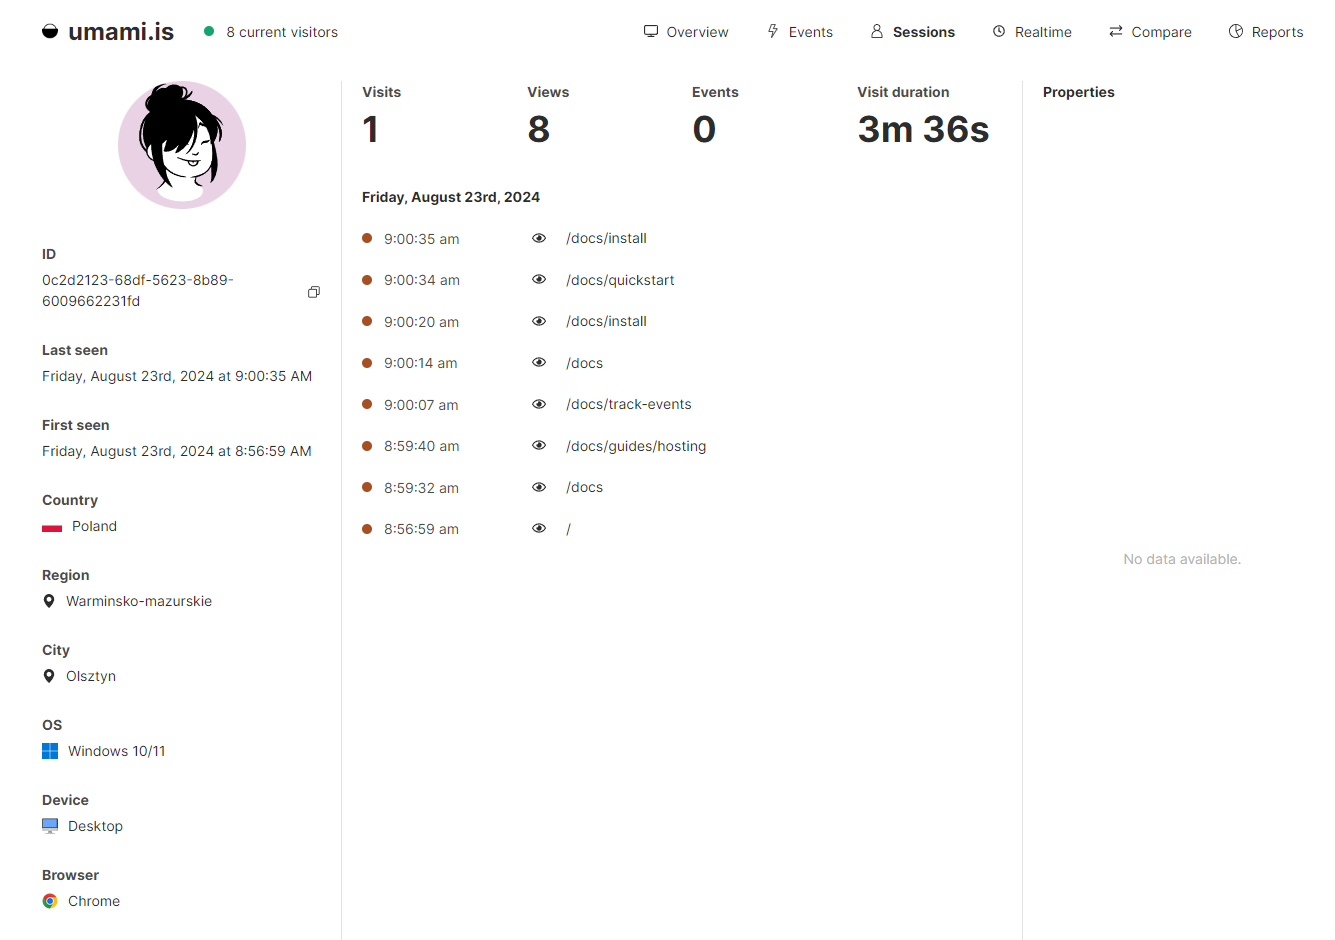 umami.is
8 current visitors
Overview
Events
Sessions
Realtime
Compare
Reports
ID
0c2d2123-68df-5623-8b89-
6009662231fd
Last seen
Friday, August 23rd, 2024 at 9:00:35 AM
First seen
Friday, August 23rd, 2024 at 8:56:59 AM
Country
Poland
Region
Warminsko-mazurskie
City
Olsztyn
OS
Windows 10/11
Device
Desktop
Browser
Chrome
Visits Views Events Visit duration
1 8 0 3m 36s
Friday, August 23rd, 2024
9:00:35 am /docs/install
9:00:34 am /docs/quickstart
9:00:20 am /docs/install
9:00:14 am /docs
9:00:07 am /docs/track-events
8:59:40 am /docs/guides/hosting
8:59:32 am /docs
8:56:59 am /
Properties
No data available.